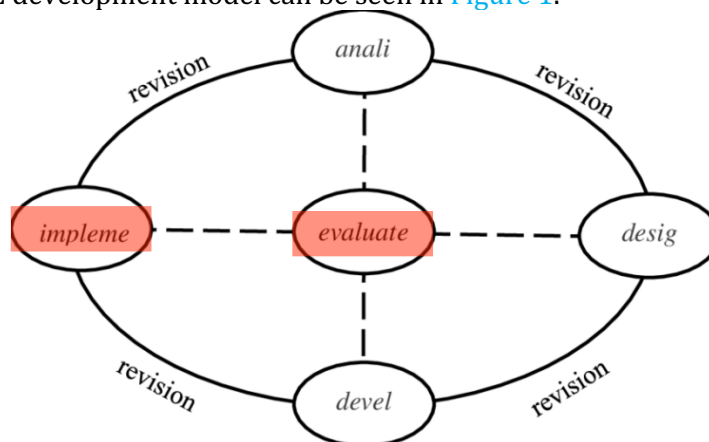 development model can be seen in Figure 1.
anali
revision
revision
impleme
evaluate
desig
revision
devel
revision